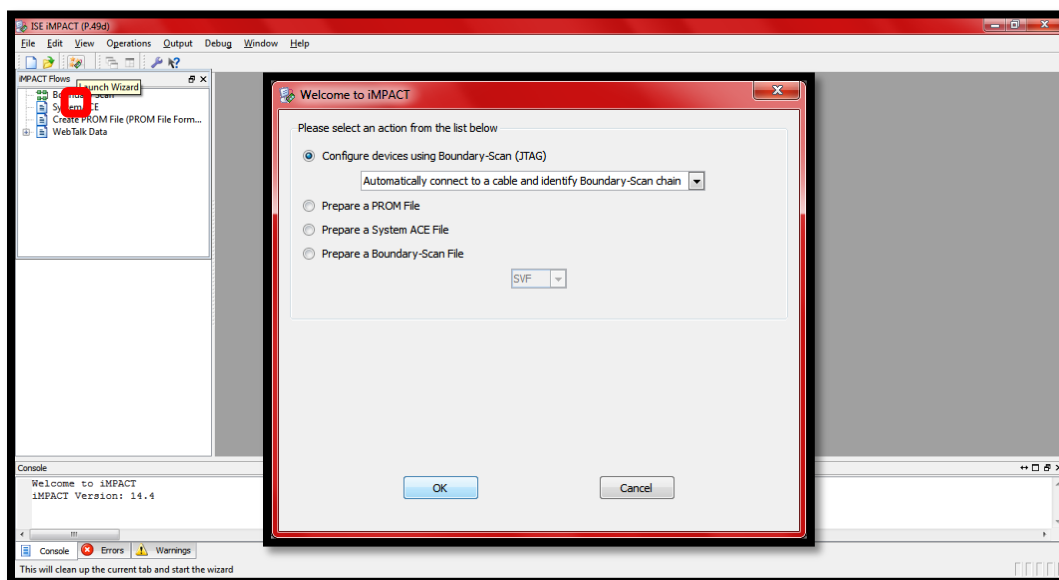 ISE iMPACT (P.49d)
File Edit View Operations Output Debug Window Help
iMPACT Flows
Launch Wizard
Scan
System ACE
Create PROM File (PROM File Form...
WebTalk Data
Welcome to iMPACT
Please select an action from the list below
Configure devices using Boundary-Scan (JTAG)
Automatically connect to a cable and identify Boundary-Scan chain
Prepare a PROM File
Prepare a System ACE File
Prepare a Boundary-Scan File
SVF
OK Cancel
Console
Welcome to iMPACT
iMPACT Version: 14.4
Console Errors Warnings
This will clean up the current tab and start the wizard